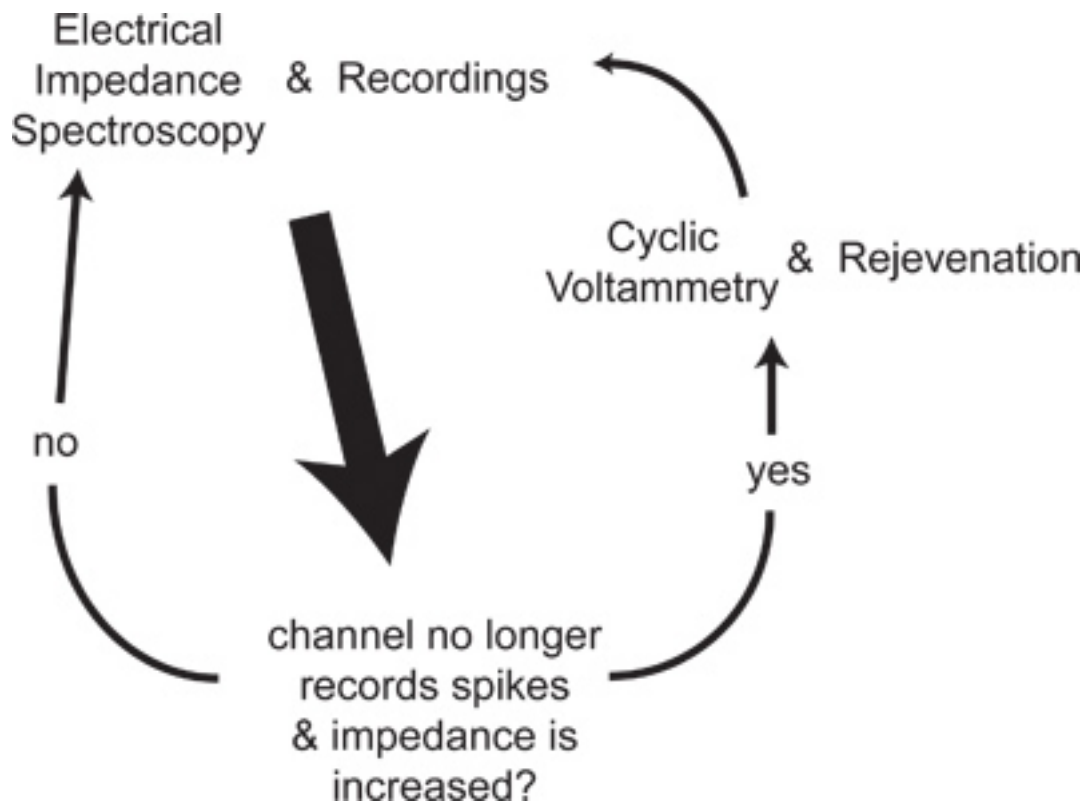 Electrical
Impedance
Spectroscopy
& Recordings
Cyclic
Voltammetry
& Rejevenation
no
yes
channel no longer
records spikes
& impedance is
increased?